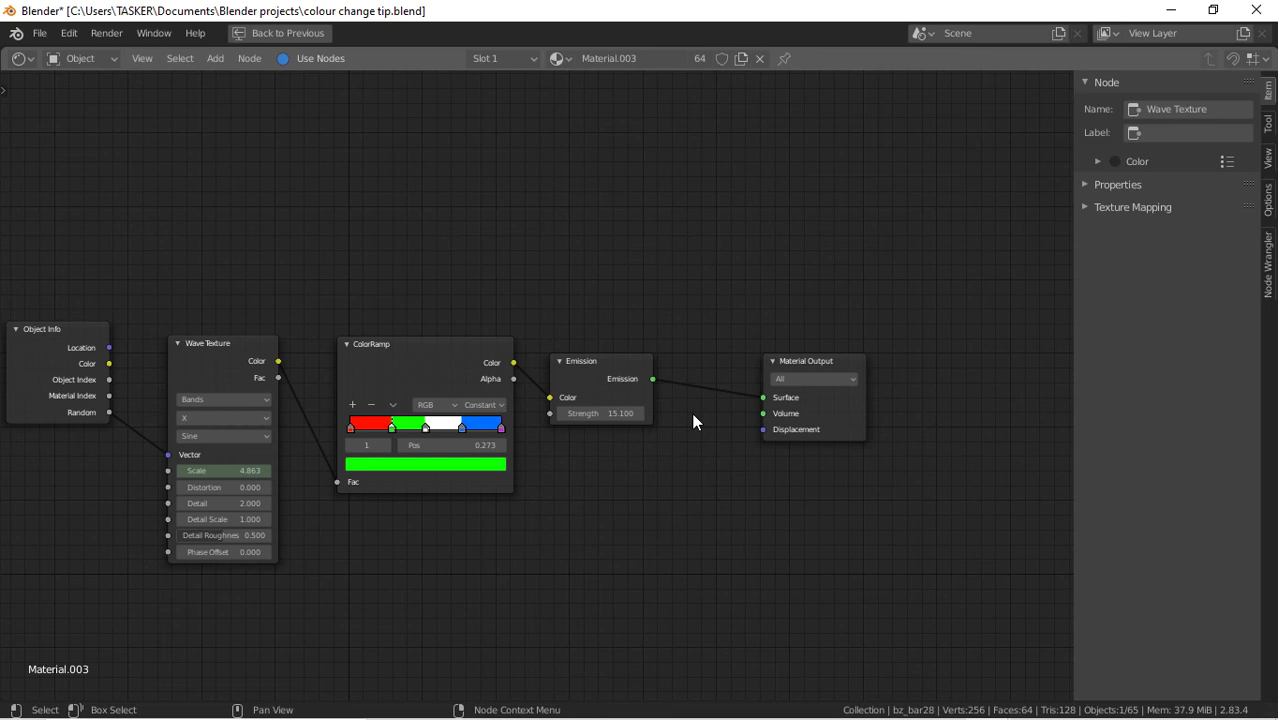 Blender* [C:\Users\TASKER\Documents\Blender projects\colour change tip.blend]
File Edit Render Window Help Back to Previous Scene View Layer
Object View Select Add Node Use Nodes Slot 1 Material.003 64
Node
Name: Wave Texture
Label:
Color
Properties
Texture Mapping
Item
Tool
View
Options
Node Wrangler
Object Info
Location
Color
Object Index
Material Index
Random
Wave Texture
Color
Fac
Bands
X
Sine
Vector
Scale 4.863
Distortion 0.000
Detail 2.000
Detail Scale 1.000
Detail Roughnes 0.500
Phase Offset 0.000
ColorRamp
Color
Alpha
RGB Constant
1 Pos 0.273
Fac
Emission
Emission
Color
Strength 15.100
Material Output
All
Surface
Volume
Displacement
Material.003
Select Box Select Pan View Node Context Menu Collection | bz_bar28 | Verts:256 | Faces:64 | Tris:128 | Objects:1/65 | Mem: 37.9 MiB | 2.83.4